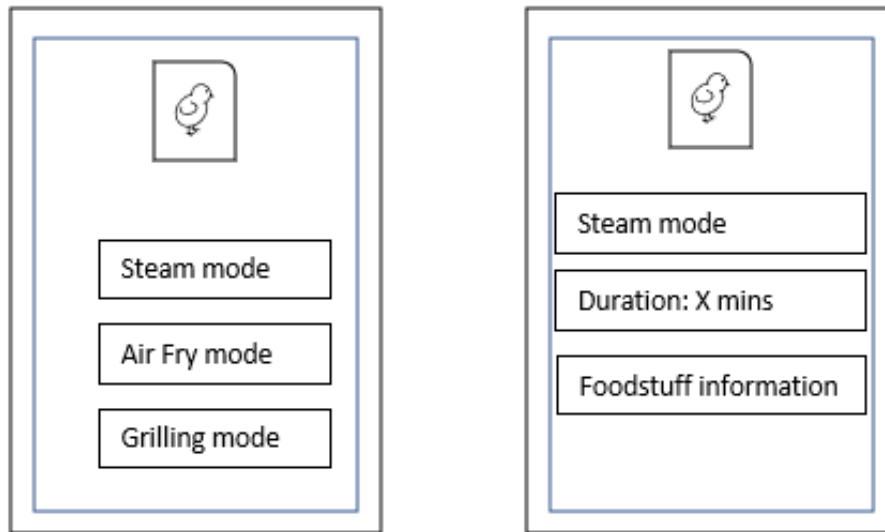 Steam mode
Air Fry mode
Grilling mode
Steam mode
Duration: X mins
Foodstuff information